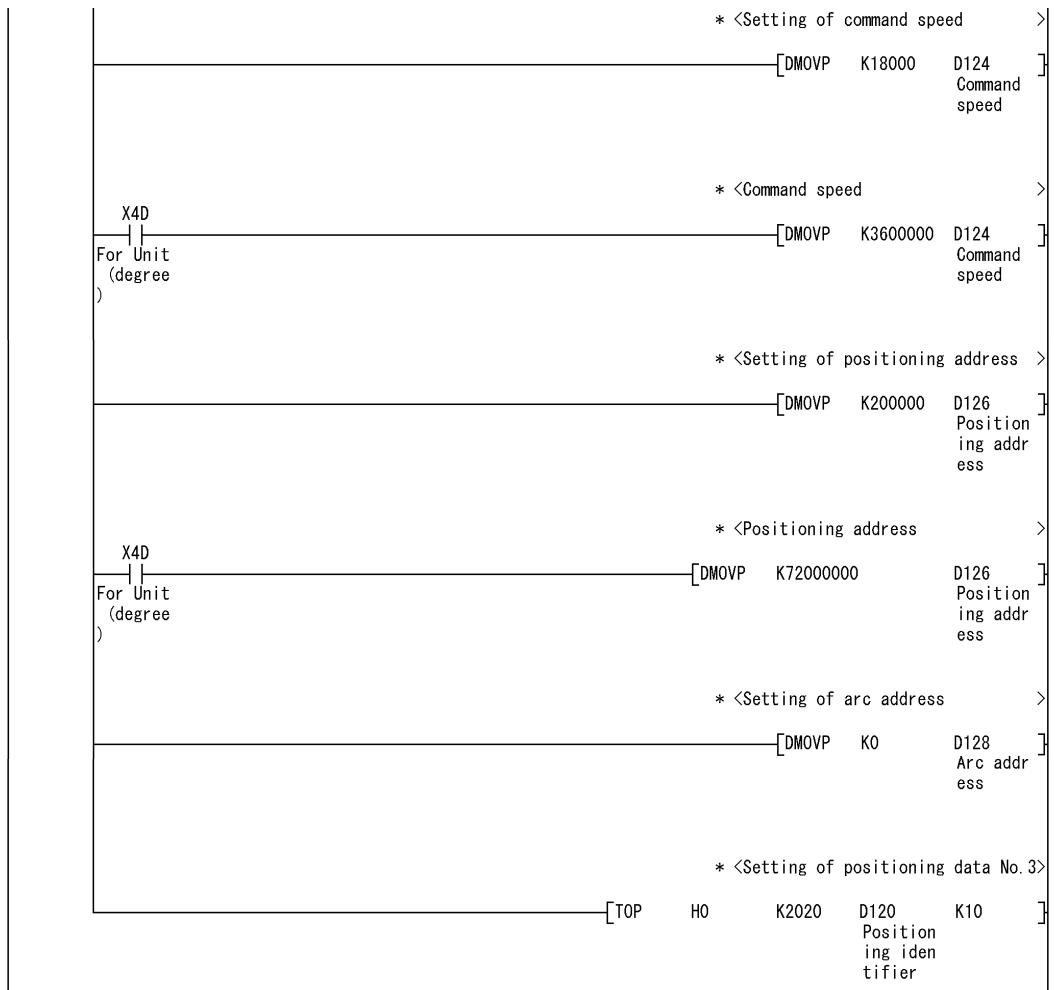 * <Setting of command speed >
[DMOVP K18000 D124 ]
Command
speed
* <Command speed >
X4D
[DMOVP K3600000 D124 ]
For Unit
(degree
)
Command
speed
* <Setting of positioning address >
[DMOVP K200000 D126 ]
Position
ing addr
ess
* <Positioning address >
X4D
[DMOVP K72000000 D126 ]
For Unit
(degree
)
Position
ing addr
ess
* <Setting of arc address >
[DMOVP K0 D128 ]
Arc addr
ess
* <Setting of positioning data No.3>
[TOP H0 K2020 D120 K10 ]
Position
ing iden
tifier